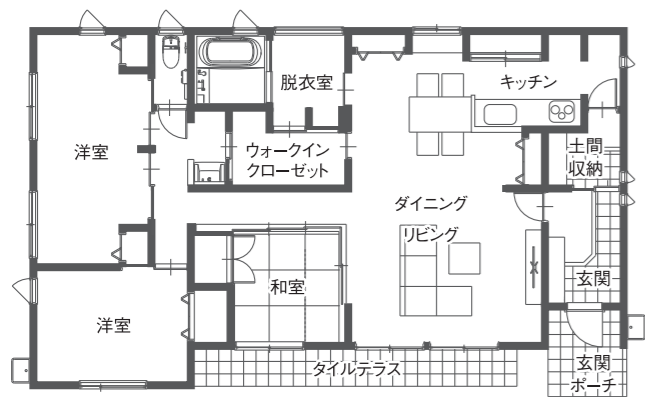 脱衣室
キッチン
洋室
ウォークイン
クローゼット
土間
収納
ダイニング
リビング
玄関
和室
洋室
タイルテラス
玄関
ポーチ